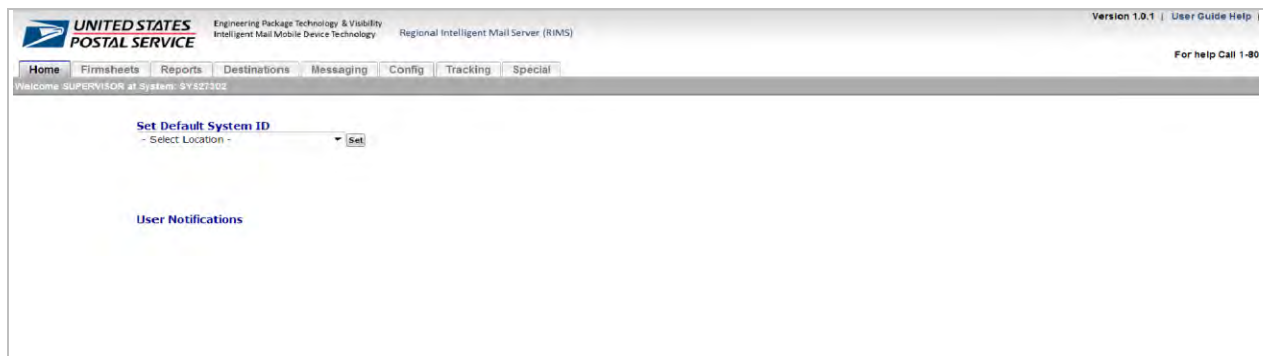 Version 1.0.1 | User Guide Help |
UNITED STATES
POSTAL SERVICE
Engineering Package Technology & Visibility
Intelligent Mail Mobile Device Technology
Regional Intelligent Mail Server (RIMS)
For help Call 1-80
Home Firmsheets Reports Destinations Messaging Config Tracking Special
Welcome SUPERVISOR at System: SY527302
Set Default System ID
- Select Location - Set
User Notifications